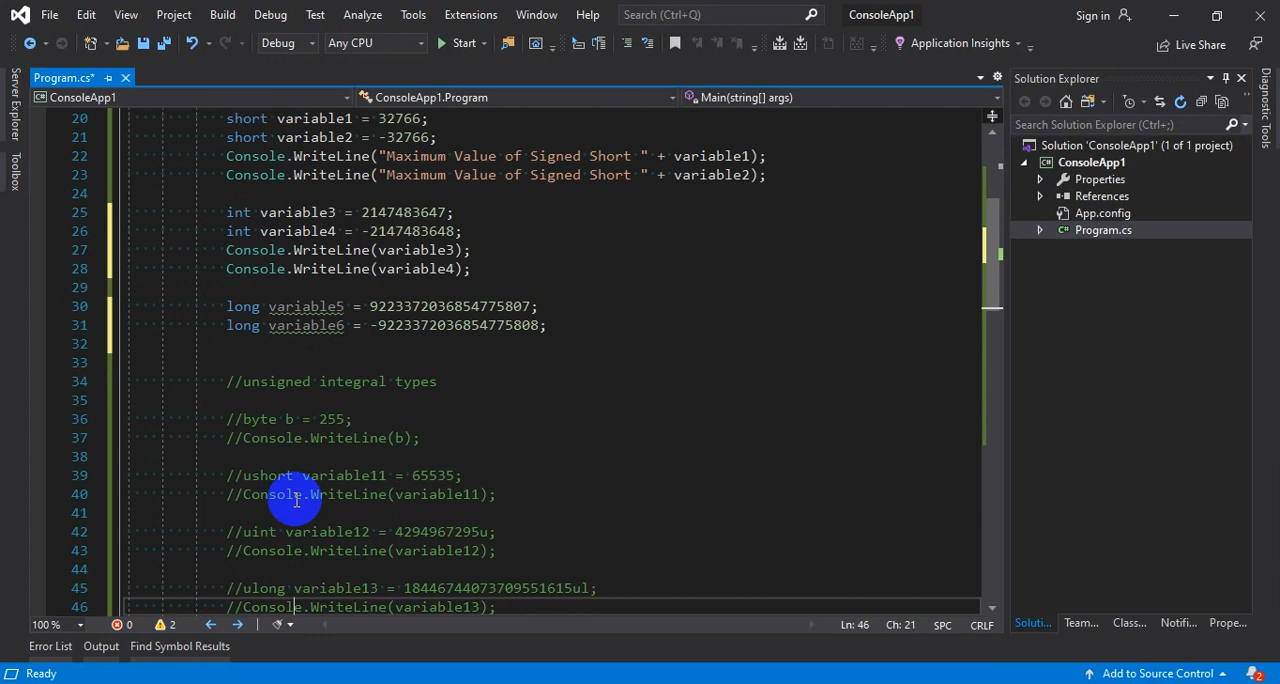 File Edit View Project Build Debug Test Analyze Tools Extensions Window Help Search (Ctrl+Q) ConsoleApp1 Sign in
Debug Any CPU Start Application Insights Live Share
Program.cs*
ConsoleApp1 ConsoleApp1.Program Main(string[] args)
20 short variable1 = 32766;
21 short variable2 = -32766;
22 Console.WriteLine("Maximum Value of Signed Short " + variable1);
23 Console.WriteLine("Maximum Value of Signed Short " + variable2);
24
25 int variable3 = 2147483647;
26 int variable4 = -2147483648;
27 Console.WriteLine(variable3);
28 Console.WriteLine(variable4);
29
30 long variable5 = 9223372036854775807;
31 long variable6 = -9223372036854775808;
32
33
34 //unsigned integral types
35
36 //byte b = 255;
37 //Console.WriteLine(b);
38
39 //ushort variable11 = 65535;
40 //Console.WriteLine(variable11);
41
42 //uint variable12 = 4294967295u;
43 //Console.WriteLine(variable12);
44
45 //ulong variable13 = 18446744073709551615ul;
46 //Console.WriteLine(variable13);
100% 0 2 Ln: 46 Ch: 21 SPC CRLF
Error List Output Find Symbol Results
Ready Add to Source Control 2
Server Explorer
Toolbox
Solution Explorer
Search Solution Explorer (Ctrl+;)
Solution 'ConsoleApp1' (1 of 1 project)
ConsoleApp1
Properties
References
App.config
C# Program.cs
Soluti... Team... Class... Notifi... Prope...
Diagnostic Tools